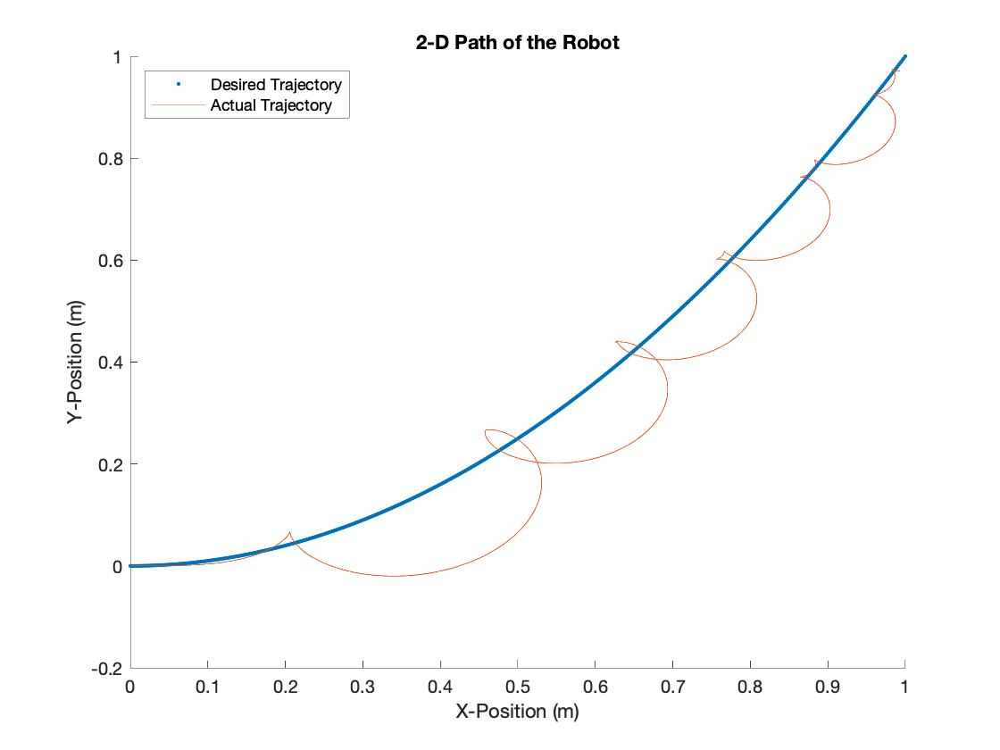 2-D Path of the Robot
Desired Trajectory
Actual Trajectory
1
0.8
0.6
0.4
0.2
0
-0.2
Y-Position (m)
0 0.1 0.2 0.3 0.4 0.5 0.6 0.7 0.8 0.9 1
X-Position (m)